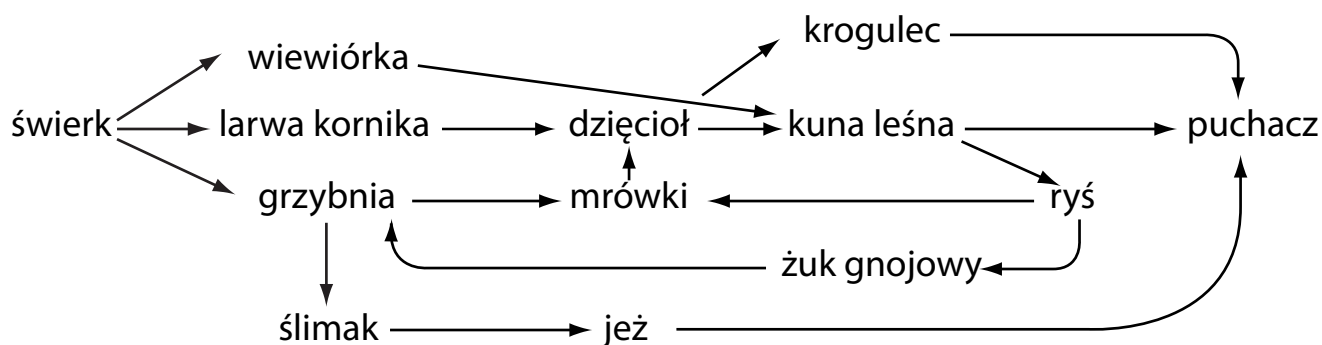 krogulec
wiewiórka
świerk larwa kornika dzięcioł kuna leśna puchacz
grzybnia mrówki ryś
żuk gnojowy
ślimak jeż